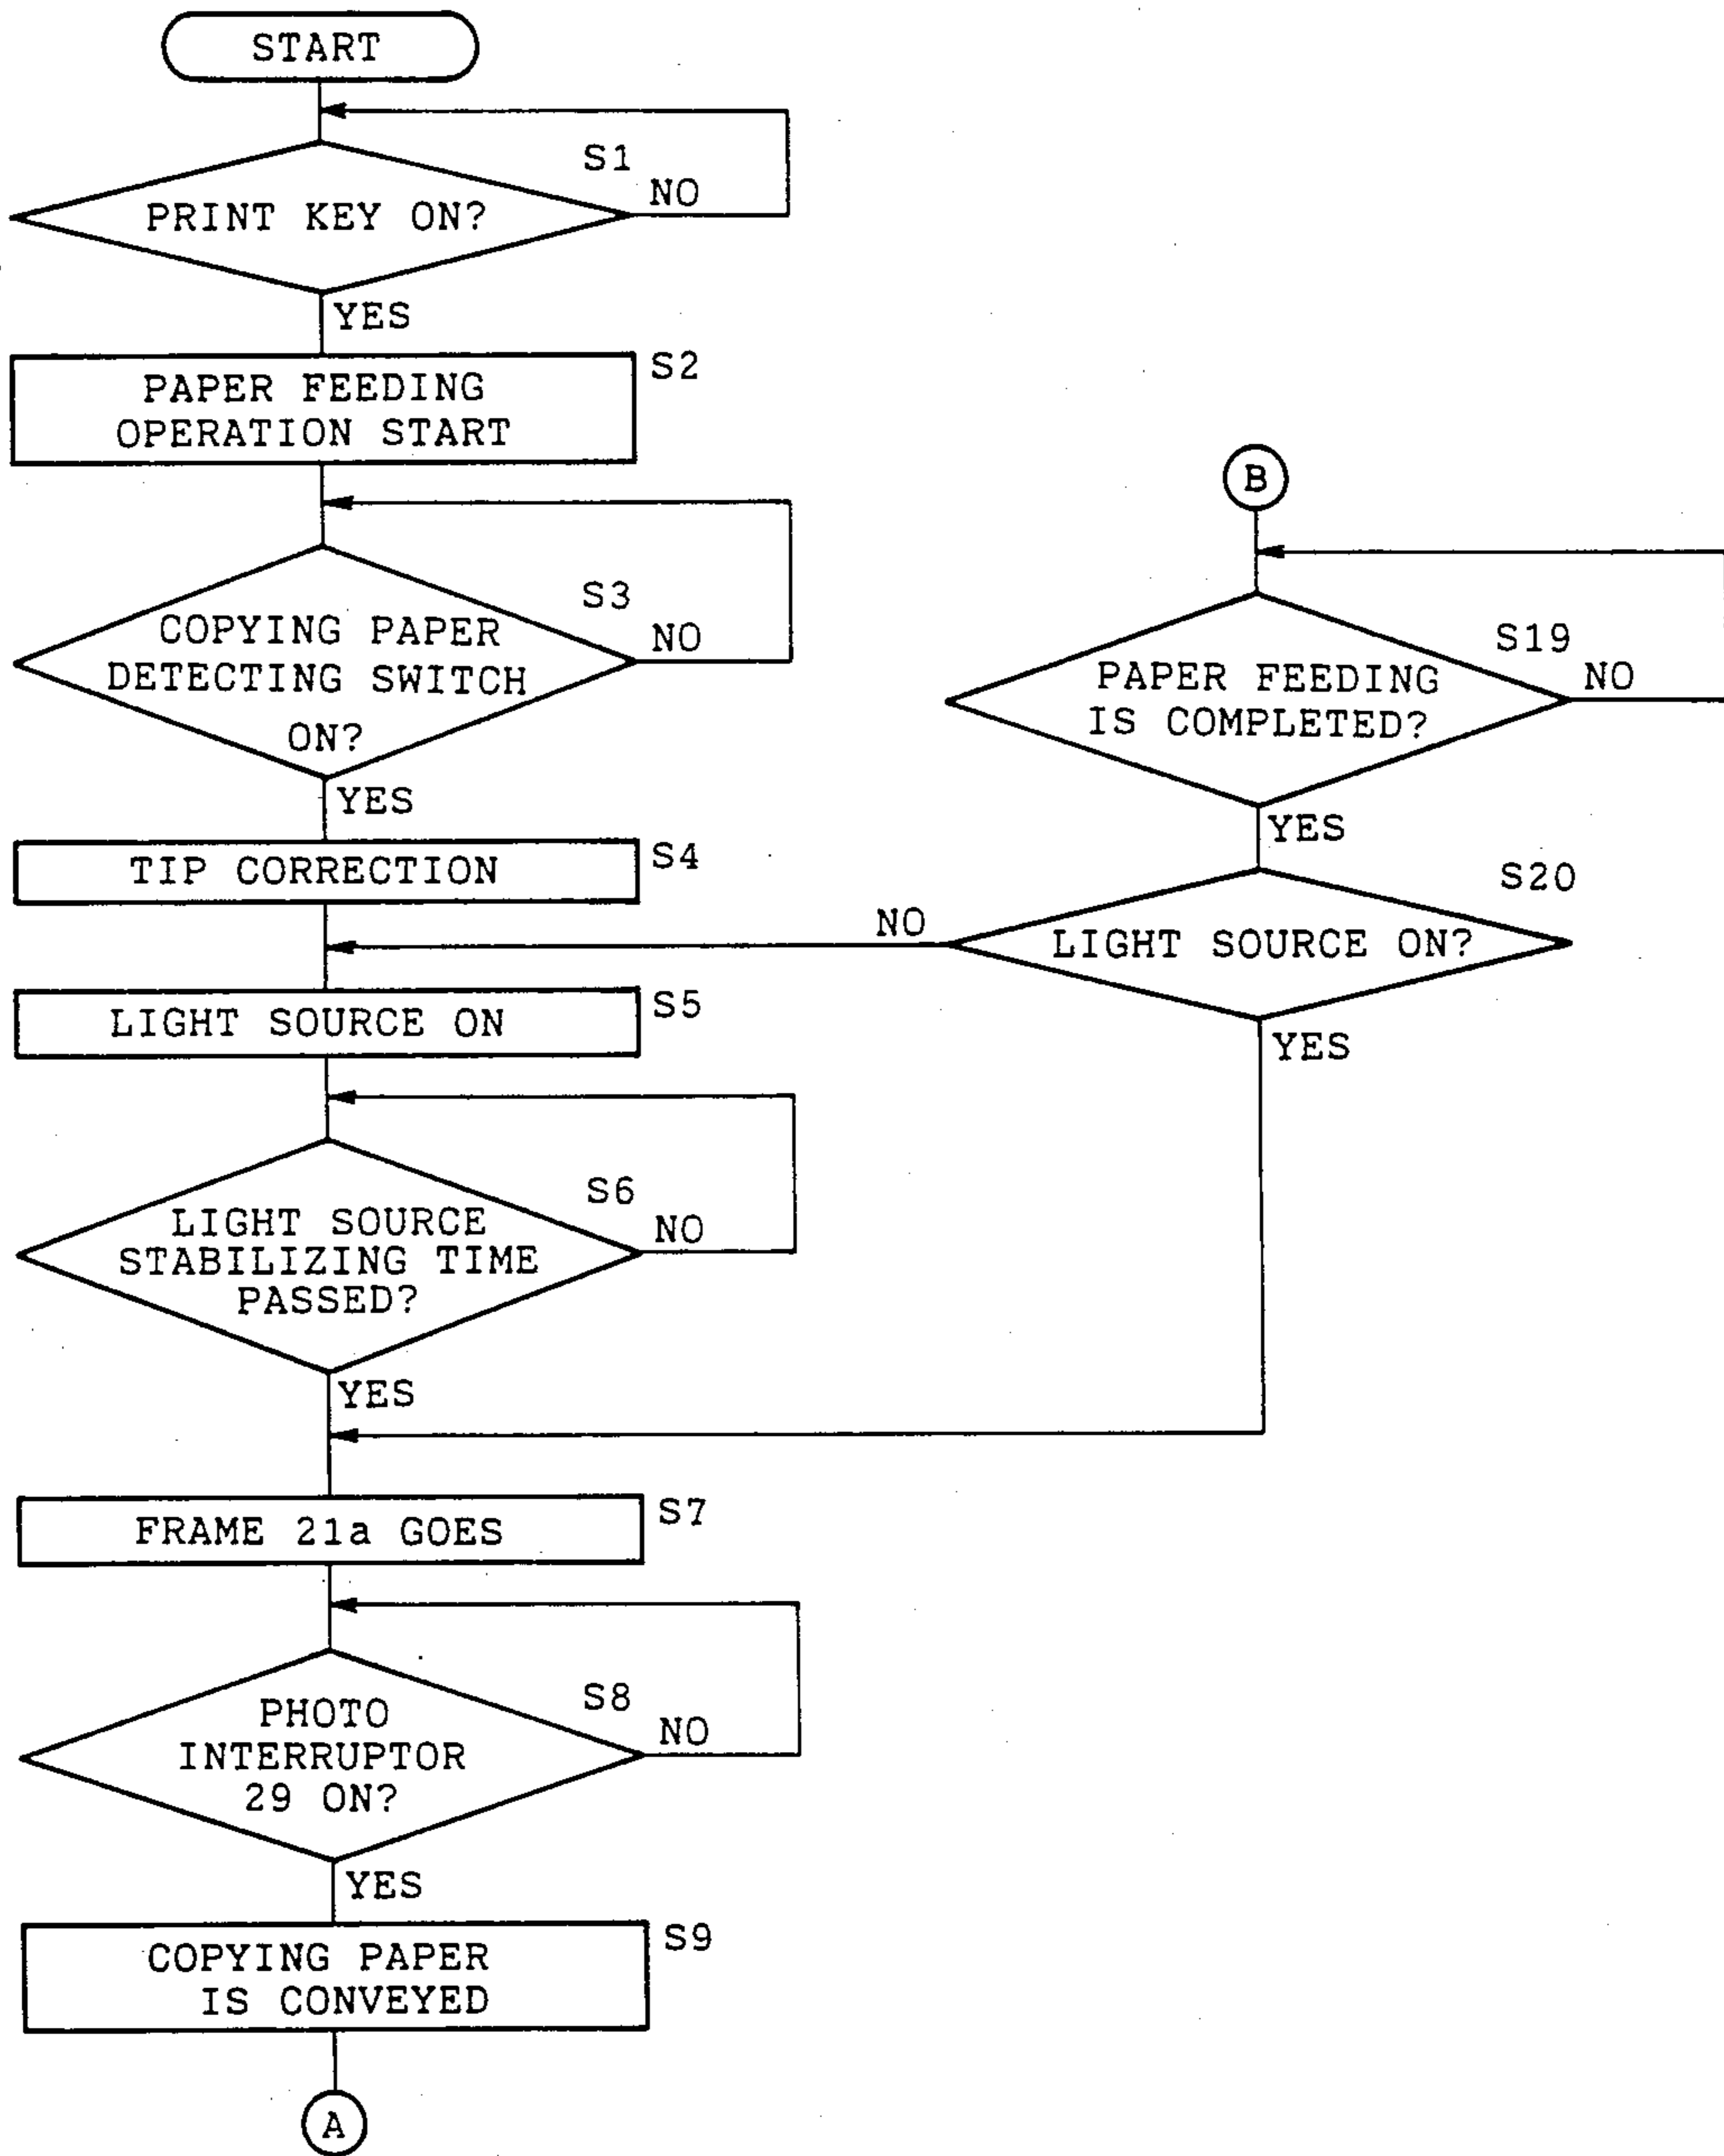 START
S1
PRINT KEY ON?
NO
YES
S2
PAPER FEEDING
OPERATION START
S3
COPYING PAPER
DETECTING SWITCH
ON?
NO
YES
S4
TIP CORRECTION
S5
LIGHT SOURCE ON
S6
LIGHT SOURCE
STABILIZING TIME
PASSED?
NO
YES
S7
FRAME 21a GOES
S8
PHOTO
INTERRUPTOR
29 ON?
NO
YES
S9
COPYING PAPER
IS CONVEYED
A
B
S19
PAPER FEEDING
IS COMPLETED?
NO
YES
S20
LIGHT SOURCE ON?
NO
YES